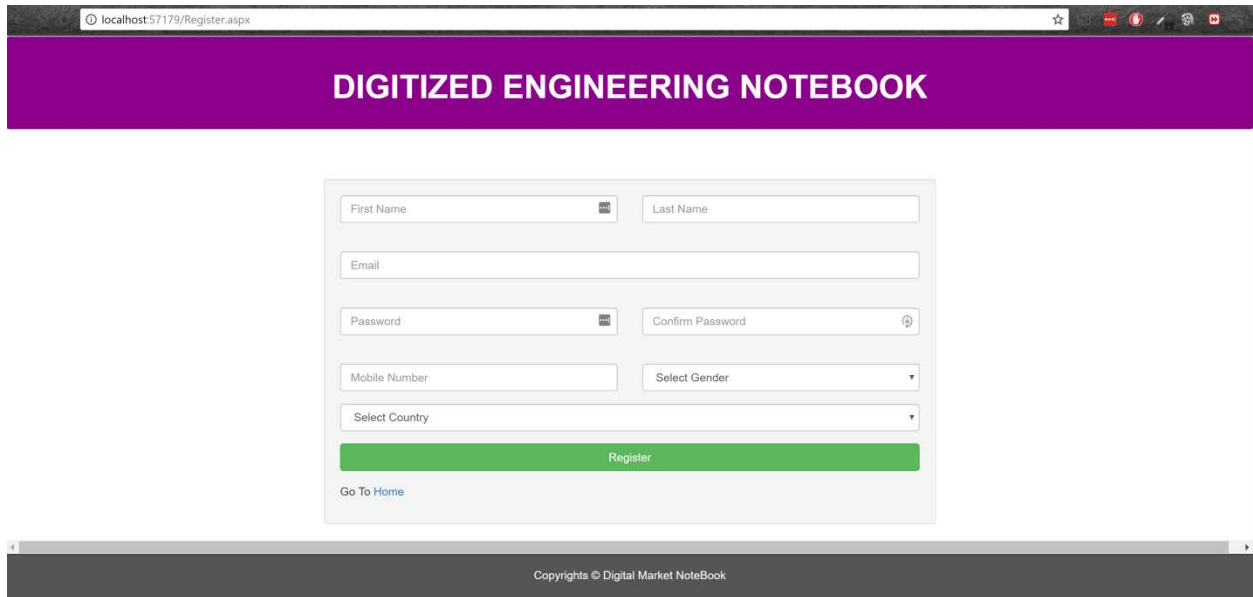 localhost:57179/Register.aspx
DIGITIZED ENGINEERING NOTEBOOK
First Name Last Name
Email
Password Confirm Password
Mobile Number Select Gender
Select Country
Register
Go To Home
Copyrights © Digital Market NoteBook